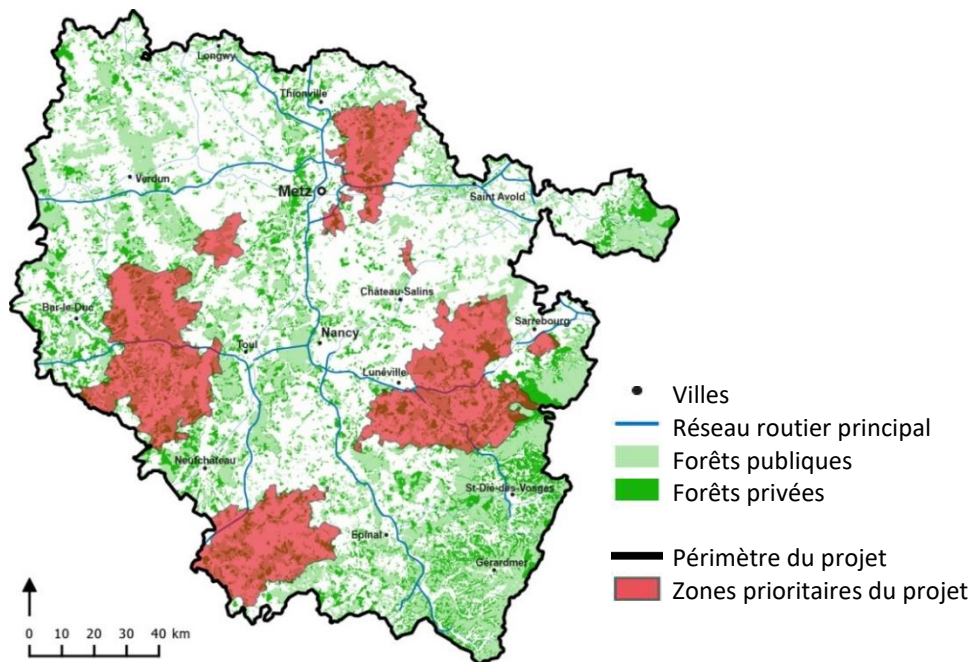 Longwy
Thionville
Verdun
Metz
Saint Avold
Château-Salins
Bar-le-Duc
Sarrebourg
Nancy
Toul
Lunéville
Neufchâteau
St-Dié-des-Vosges
Epinal
Gérardmer
0 10 20 30 40 km
Villes
Réseau routier principal
Forêts publiques
Forêts privées
Périmètre du projet
Zones prioritaires du projet